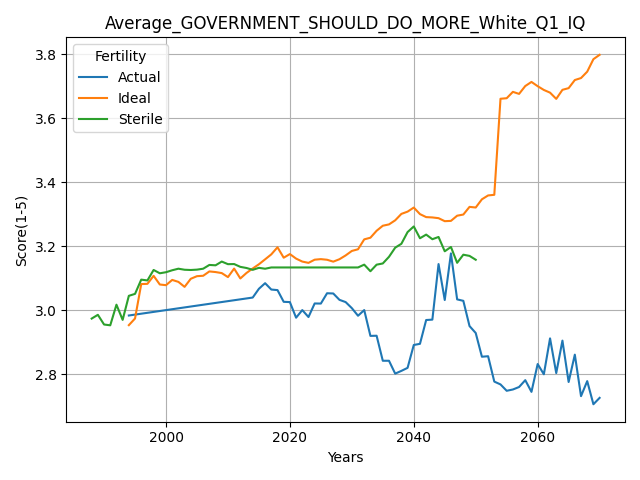 Average_GOVERNMENT_SHOULD_DO_MORE_White_Q1_IQ
Fertility
Actual
Ideal
Sterile
Score(1-5)
3.8
3.6
3.4
3.2
3.0
2.8
2000
2020
2040
2060
Years